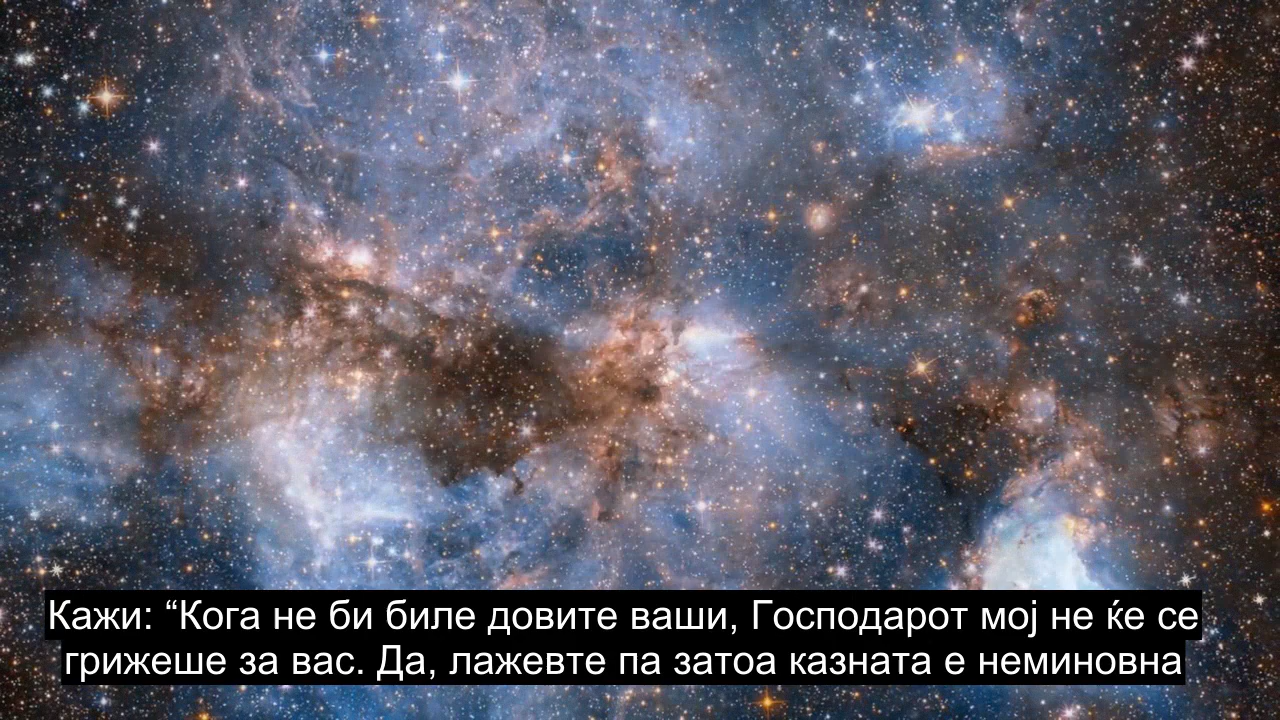 Кажи: “Кога не би биле довите ваши, Господарот мој не ќе се
грижеше за вас. Да, лажевте па затоа казната е неминовна